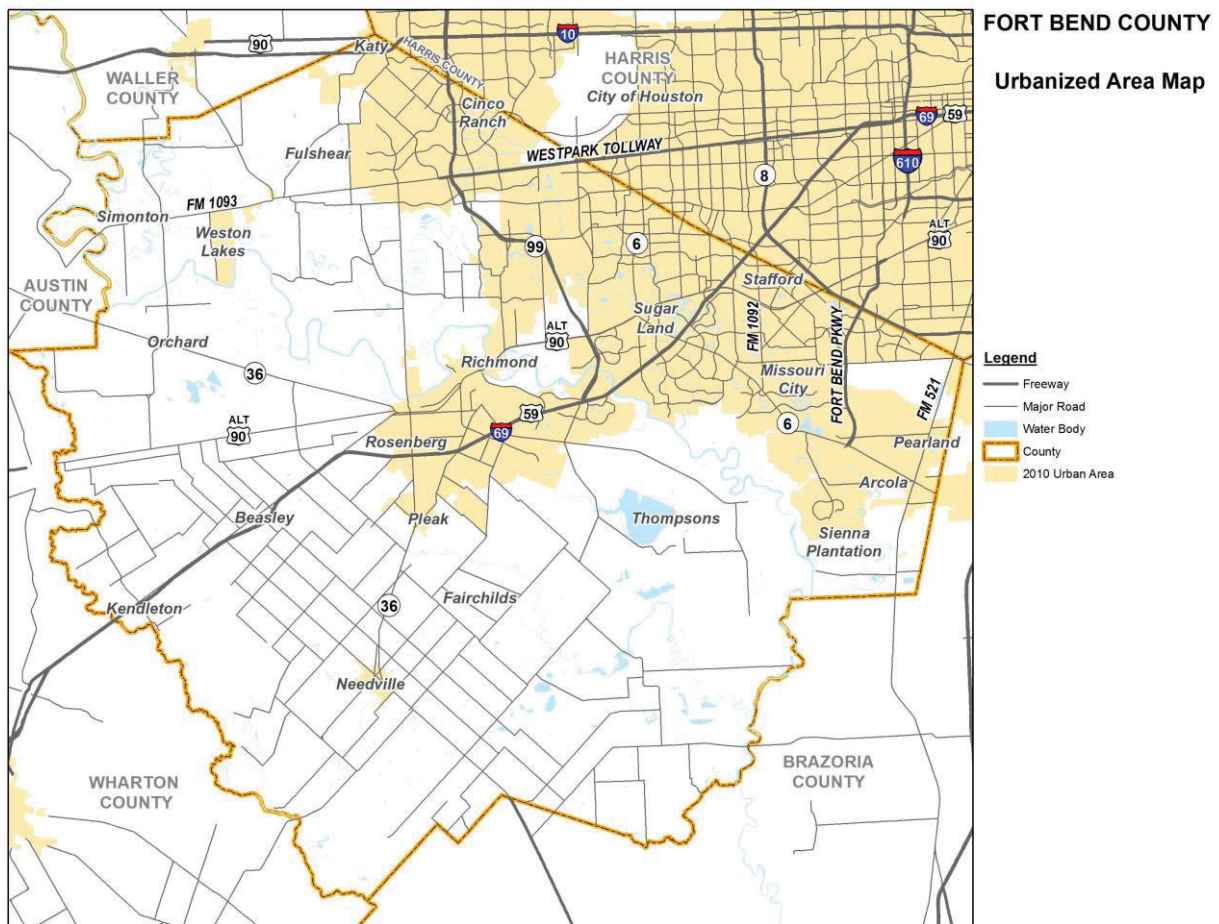 FORT BEND COUNTY
Urbanized Area Map
90
10
Katy
HARRIS COUNTY
HARRIS
COUNTY
City of Houston
WALLER
COUNTY
Cinco
Ranch
69
59
WESTPARK TOLLWAY
610
Fulshear
8
FM 1093
Simonton
Weston
Lakes
99
6
ALT
90
Stafford
AUSTIN
COUNTY
Sugar
Land
FM 1092
FORT BEND PKWY
Orchard
ALT
90
Richmond
36
Missouri
City
FM 521
ALT
90
59
6
69
Rosenberg
Pearland
Arcola
Beasley
Pleak
Thompsons
Sienna
Plantation
Kendleton
36
Fairchilds
Needville
WHARTON
COUNTY
BRAZORIA
COUNTY
Legend
Freeway
Major Road
Water Body
County
2010 Urban Area